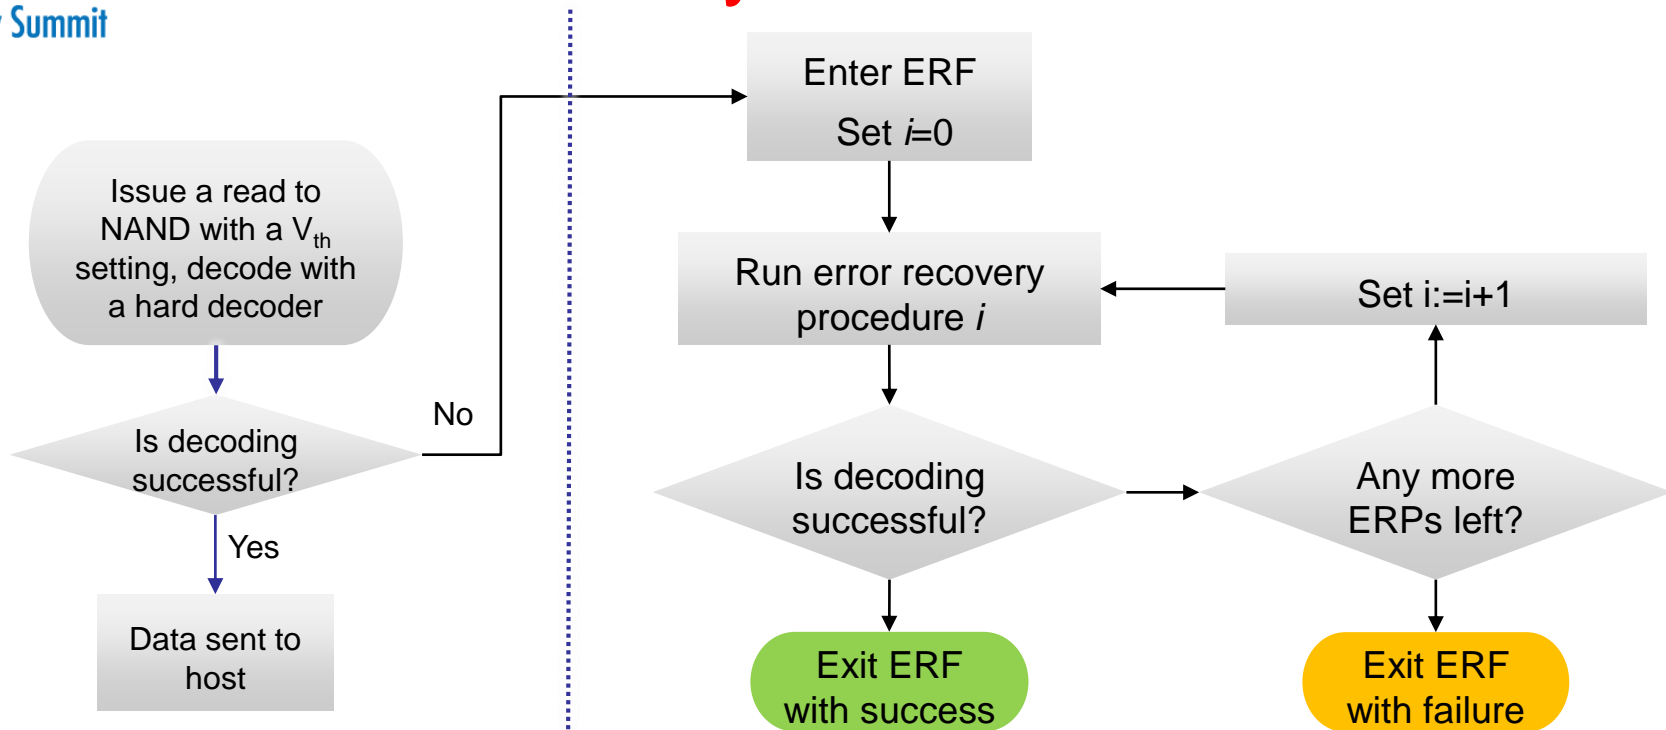 Summit
Issue a read to
NAND with a Vth
setting, decode with
a hard decoder
Is decoding
successful?
No
Yes
Data sent to
host
Enter ERF
Set i=0
Run error recovery
procedure i
Set i:=i+1
Is decoding
successful?
Any more
ERPs left?
Exit ERF
with success
Exit ERF
with failure